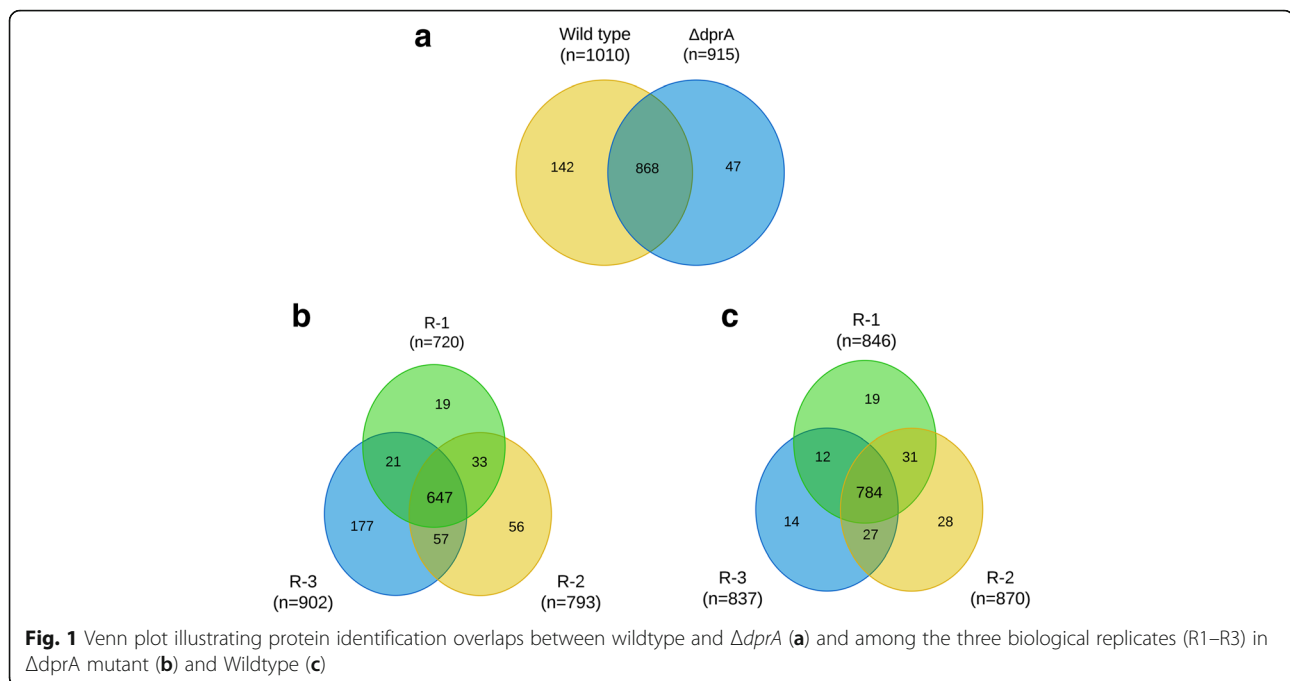 a
Wild type
(n=1010)
ΔdprA
(n=915)
142
868
47
b
R-1
(n=720)
19
21
33
647
177
57
56
R-3
(n=902)
R-2
(n=793)
c
R-1
(n=846)
19
12
31
784
14
27
28
R-3
(n=837)
R-2
(n=870)
Fig. 1 Venn plot illustrating protein identification overlaps between wildtype and ΔdprA (a) and among the three biological replicates (R1–R3) in
ΔdprA mutant (b) and Wildtype (c)